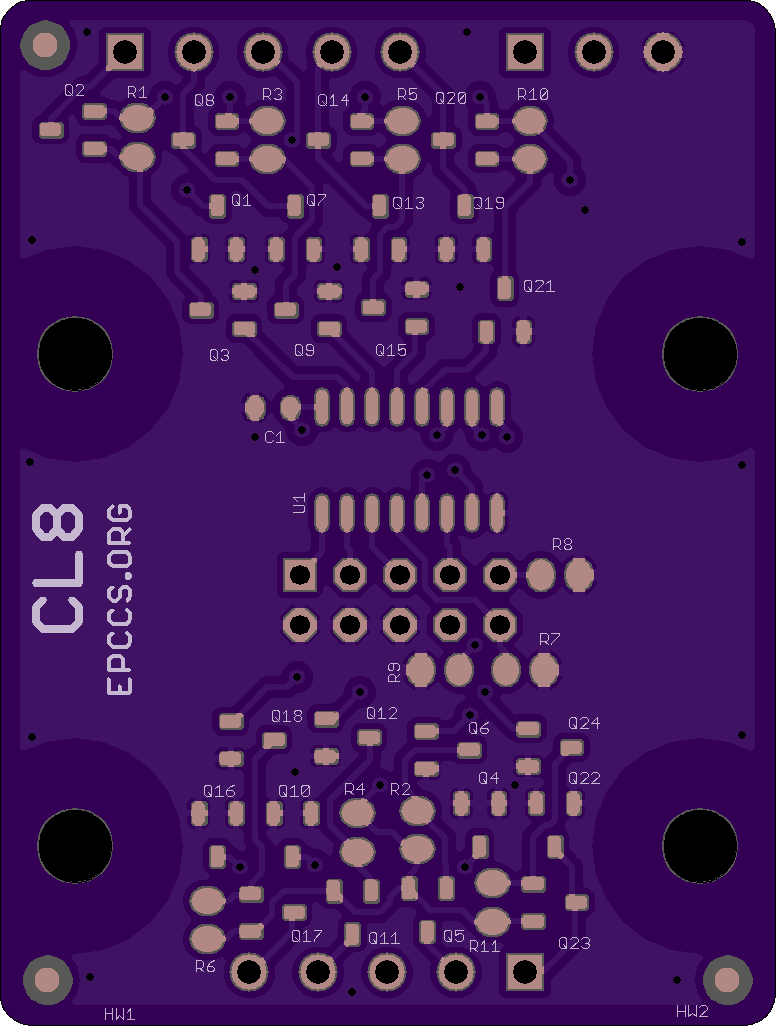 Q2 R1 Q8 R3 Q14 R5 Q20 R10
Q1 Q7 Q13 Q19
Q21
Q3 Q9 Q15
C1
U1
CL8
EPCCS.ORG
R8
R7
R9
Q18 Q12 Q6 Q24
Q16 Q10 R4 R2 Q4 Q22
R6 Q17 Q11 Q5 R11 Q23
HW1 HW2